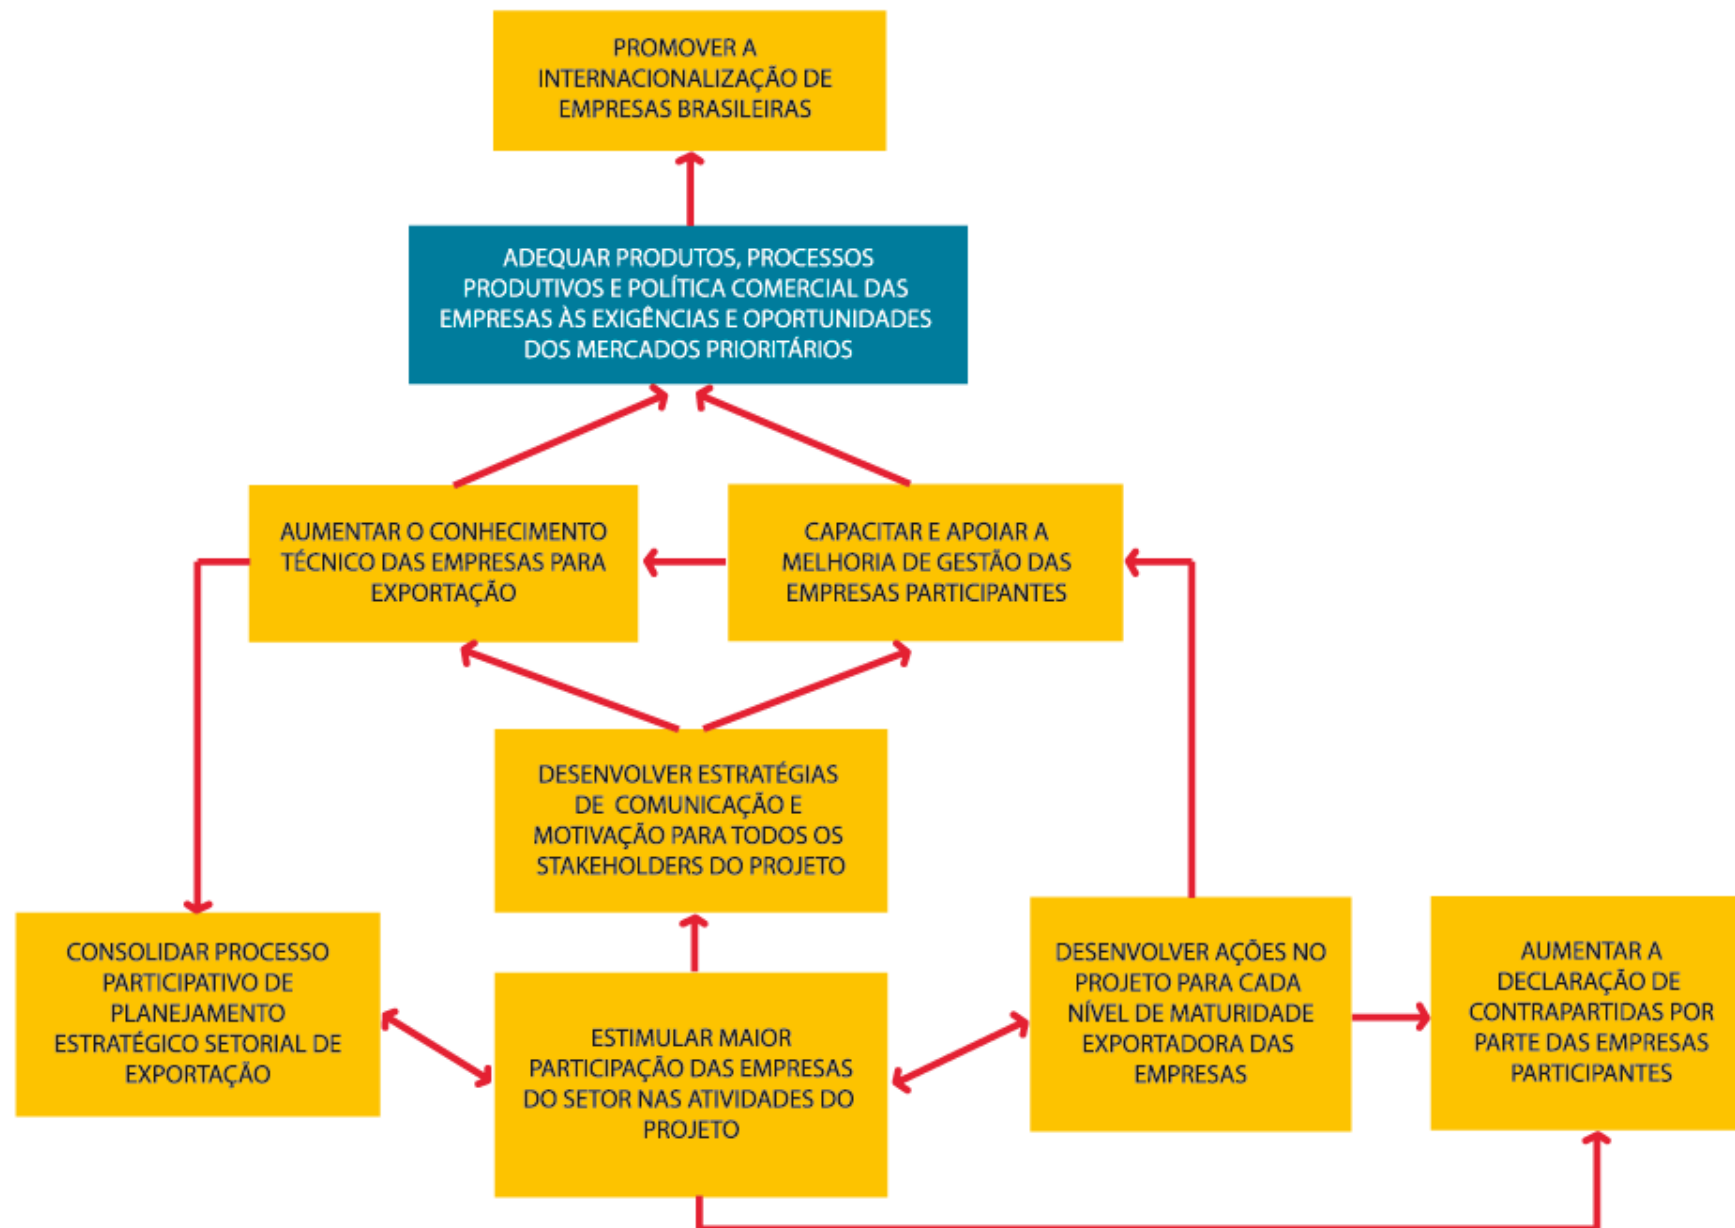 PROMOVER A
INTERNACIONALIZAÇÃO DE
EMPRESAS BRASILEIRAS
ADEQUAR PRODUTOS, PROCESSOS
PRODUTIVOS E POLÍTICA COMERCIAL DAS
EMPRESAS ÀS EXIGÊNCIAS E OPORTUNIDADES
DOS MERCADOS PRIORITÁRIOS
AUMENTAR O CONHECIMENTO
TÉCNICO DAS EMPRESAS PARA
EXPORTAÇÃO
CAPACITAR E APOIAR A
MELHORIA DE GESTÃO DAS
EMPRESAS PARTICIPANTES
DESENVOLVER ESTRATÉGIAS
DE COMUNICAÇÃO E
MOTIVAÇÃO PARA TODOS OS
STAKEHOLDERS DO PROJETO
CONSOLIDAR PROCESSO
PARTICIPATIVO DE
PLANEJAMENTO
ESTRATÉGICO SETORIAL DE
EXPORTAÇÃO
ESTIMULAR MAIOR
PARTICIPAÇÃO DAS EMPRESAS
DO SETOR NAS ATIVIDADES DO
PROJETO
DESENVOLVER AÇÕES NO
PROJETO PARA CADA
NÍVEL DE MATURIDADE
EXPORTADORA DAS
EMPRESAS
AUMENTAR A
DECLARAÇÃO DE
CONTRAPARTIDAS POR
PARTE DAS EMPRESAS
PARTICIPANTES